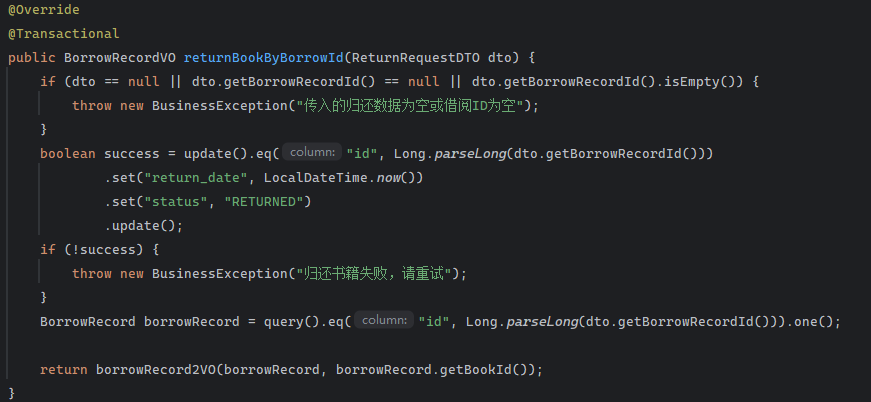 @Override
@Transactional
public BorrowRecordVO returnBookByBorrowId(ReturnRequestDTO dto) {
    if (dto == null || dto.getBorrowRecordId() == null || dto.getBorrowRecordId().isEmpty()) {
        throw new BusinessException("传入的归还数据为空或借阅ID为空");
    }
    boolean success = update().eq( column: "id", Long.parseLong(dto.getBorrowRecordId()))
            .set("return_date", LocalDateTime.now())
            .set("status", "RETURNED")
            .update();
    if (!success) {
        throw new BusinessException("归还书籍失败，请重试");
    }
    BorrowRecord borrowRecord = query().eq( column: "id", Long.parseLong(dto.getBorrowRecordId())).one();
    return borrowRecord2VO(borrowRecord, borrowRecord.getBookId());
}